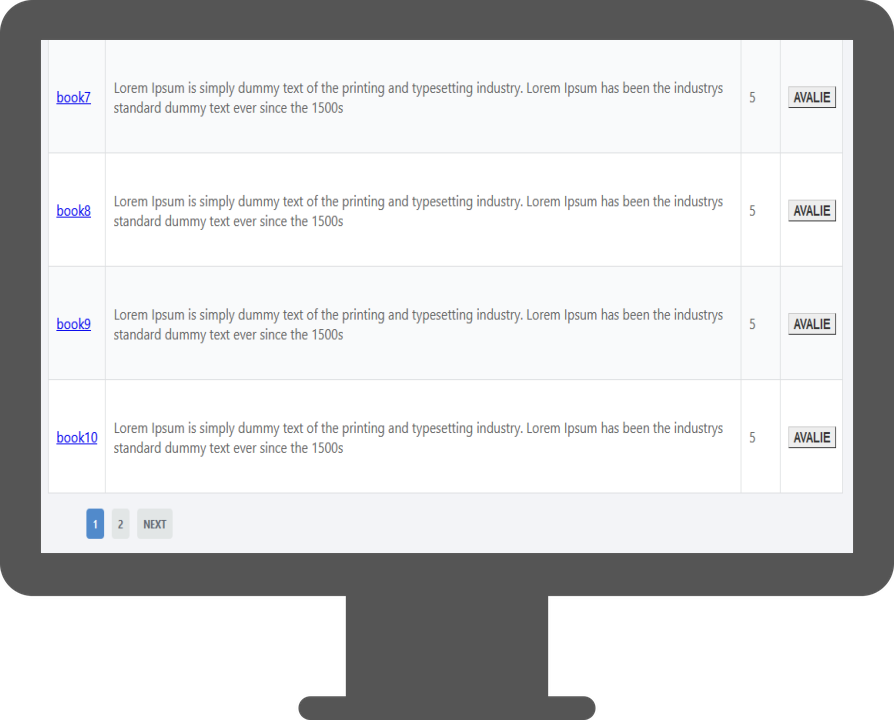 book7
Lorem Ipsum is simply dummy text of the printing and typesetting industry. Lorem Ipsum has been the industrys
standard dummy text ever since the 1500s
5
AVALIE
book8
Lorem Ipsum is simply dummy text of the printing and typesetting industry. Lorem Ipsum has been the industrys
standard dummy text ever since the 1500s
5
AVALIE
book9
Lorem Ipsum is simply dummy text of the printing and typesetting industry. Lorem Ipsum has been the industrys
standard dummy text ever since the 1500s
5
AVALIE
book10
Lorem Ipsum is simply dummy text of the printing and typesetting industry. Lorem Ipsum has been the industrys
standard dummy text ever since the 1500s
5
AVALIE
1 2 NEXT